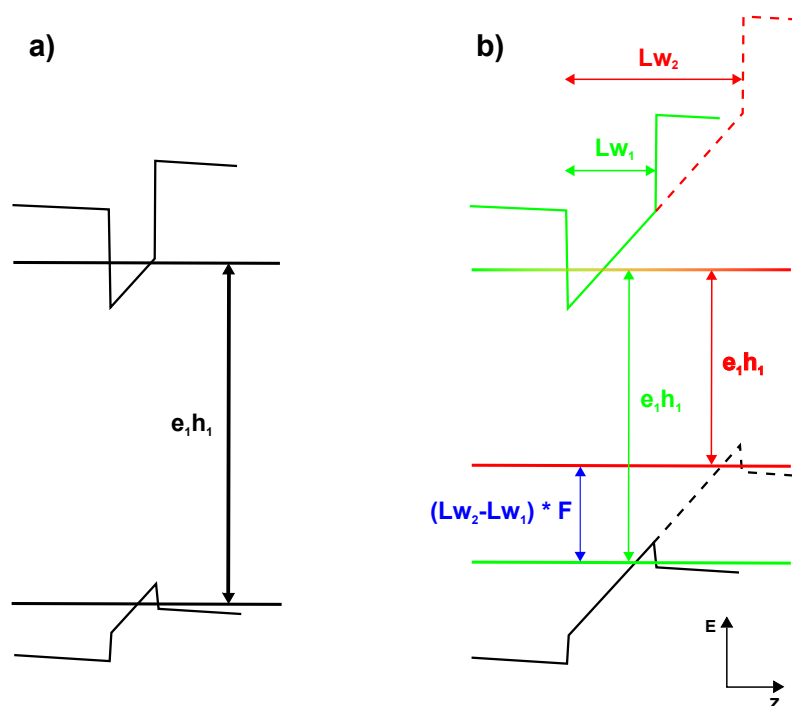 a)
b)
Lw₂
Lw₁
e₁h₁
e₁h₁
e₁h₁
(Lw₂-Lw₁) * F
E
Z